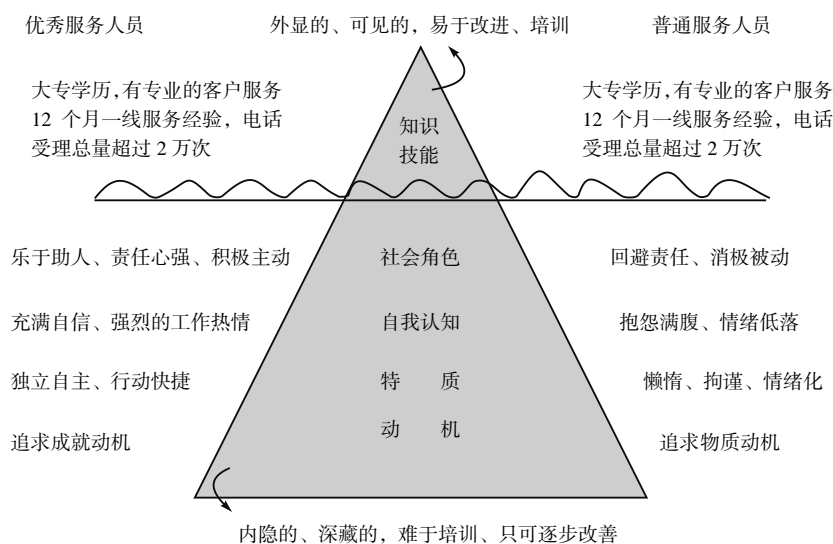 优秀服务人员
外显的、可见的，易于改进、培训
普通服务人员
大专学历，有专业的客户服务
12 个月一线服务经验，电话
受理总量超过 2 万次
知识
技能
大专学历，有专业的客户服务
12 个月一线服务经验，电话
受理总量超过 2 万次
乐于助人、责任心强、积极主动
社会角色
回避责任、消极被动
充满自信、强烈的工作热情
自我认知
抱怨满腹、情绪低落
独立自主、行动快捷
特 质
懒惰、拘谨、情绪化
追求成就动机
动 机
追求物质动机
内隐的、深藏的，难于培训、只可逐步改善